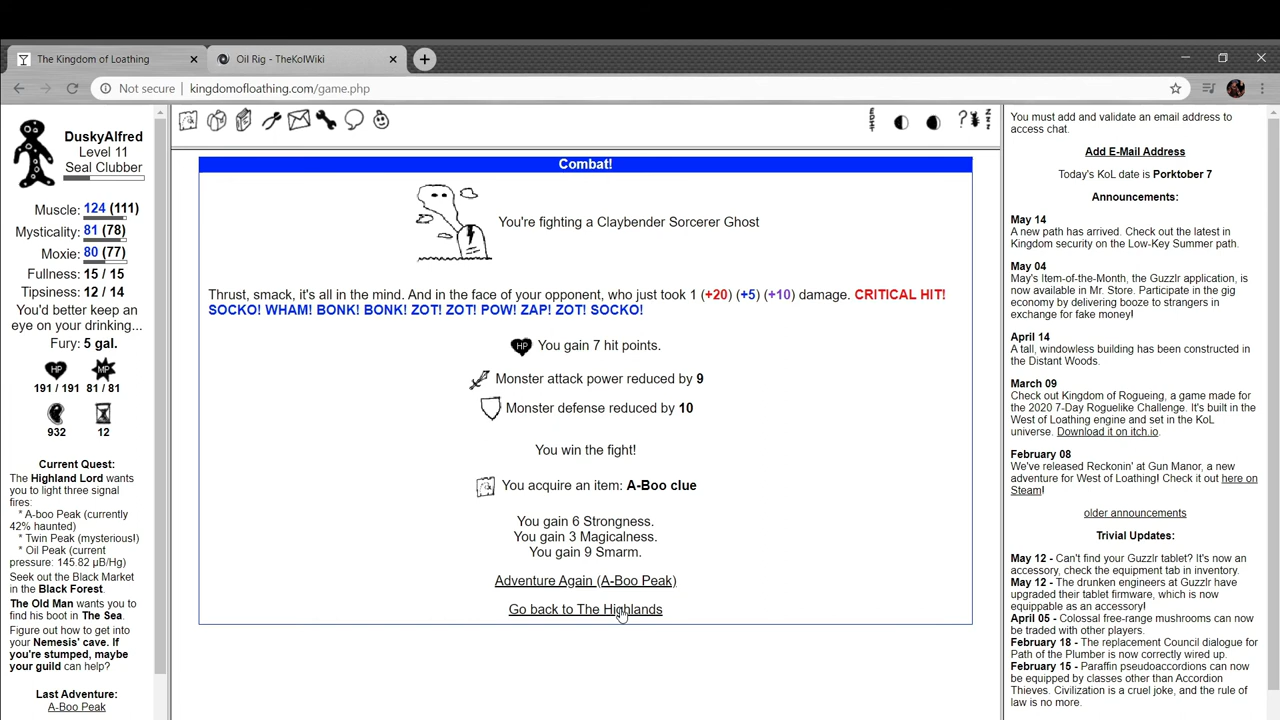 The Kingdom of Loathing
Oil Rig - TheKolWiki
Not secure
kingdomofloathing.com/game.php
DuskyAlfred
Level 11
Seal Clubber
Muscle: 124 (111)
Mysticality: 81 (78)
Moxie: 80 (77)
Fullness: 15 / 15
Tipsiness: 12 / 14
You'd better keep an
eye on your drinking...
Fury: 5 gal.
HP MP
191 / 191 81 / 81
932 12
Current Quest:
The Highland Lord wants
you to light three signal
fires:
* A-boo Peak (currently
42% haunted)
* Twin Peak (mysterious!)
* Oil Peak (current
pressure: 145.82 µB/Hg)
Seek out the Black Market
in the Black Forest.
The Old Man wants you to
find his boot in The Sea.
Figure out how to get into
your Nemesis' cave. If
you're stumped, maybe
your guild can help?
Last Adventure:
A-Boo Peak
EDIT
Combat!
You're fighting a Claybender Sorcerer Ghost
Thrust, smack, it's all in the mind. And in the face of your opponent, who just took 1 (+20) (+5) (+10) damage. CRITICAL HIT!
SOCKO! WHAM! BONK! BONK! ZOT! ZOT! POW! ZAP! ZOT! SOCKO!
HP You gain 7 hit points.
Monster attack power reduced by 9
Monster defense reduced by 10
You win the fight!
You acquire an item: A-Boo clue
You gain 6 Strongness.
You gain 3 Magicalness.
You gain 9 Smarm.
Adventure Again (A-Boo Peak)
Go back to The Highlands
You must add and validate an email address to
access chat.
Add E-Mail Address
Today's KoL date is Porktober 7
Announcements:
May 14
A new path has arrived. Check out the latest in
Kingdom security on the Low-Key Summer path.
May 04
May's Item-of-the-Month, the Guzzlr application, is
now available in Mr. Store. Participate in the gig
economy by delivering booze to strangers in
exchange for fake money!
April 14
A tall, windowless building has been constructed in
the Distant Woods.
March 09
Check out Kingdom of Rogueing, a game made for
the 2020 7-Day Roguelike Challenge. It's built in the
West of Loathing engine and set in the KoL
universe. Download it on itch.io.
February 08
We've released Reckonin' at Gun Manor, a new
adventure for West of Loathing! Check it out here on
Steam!
older announcements
Trivial Updates:
May 12 - Can't find your Guzzlr tablet? It's now an
accessory, check the equipment tab in inventory.
May 12 - The drunken engineers at Guzzlr have
upgraded their tablet firmware, which is now
equippable as an accessory!
April 05 - Colossal free-range mushrooms can now
be traded with other players.
February 18 - The replacement Council dialogue for
Path of the Plumber is now correctly wired up.
February 15 - Paraffin pseudoaccordions can now
be equipped by classes other than Accordion
Thieves. Civilization is a cruel joke, and the rule of
law is no more.